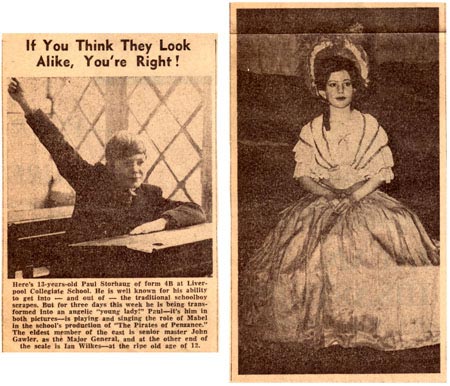 If You Think They Look
Alike, You're Right!
Here's 13-years-old Paul Storhaug of form 4B at Liver-
pool Collegiate School. He is well known for his ability
to get into — and out of — the traditional schoolboy
scrapes. But for three days this week he is being trans-
formed into an angelic "young lady!" Paul—it's him in
both pictures—is playing and singing the role of Mabel
in the school's production of "The Pirates of Penzance."
The eldest member of the cast is senior master John
Gawler, as the Major General, and at the other end of
the scale is Ian Wilkes—at the ripe old age of 12.